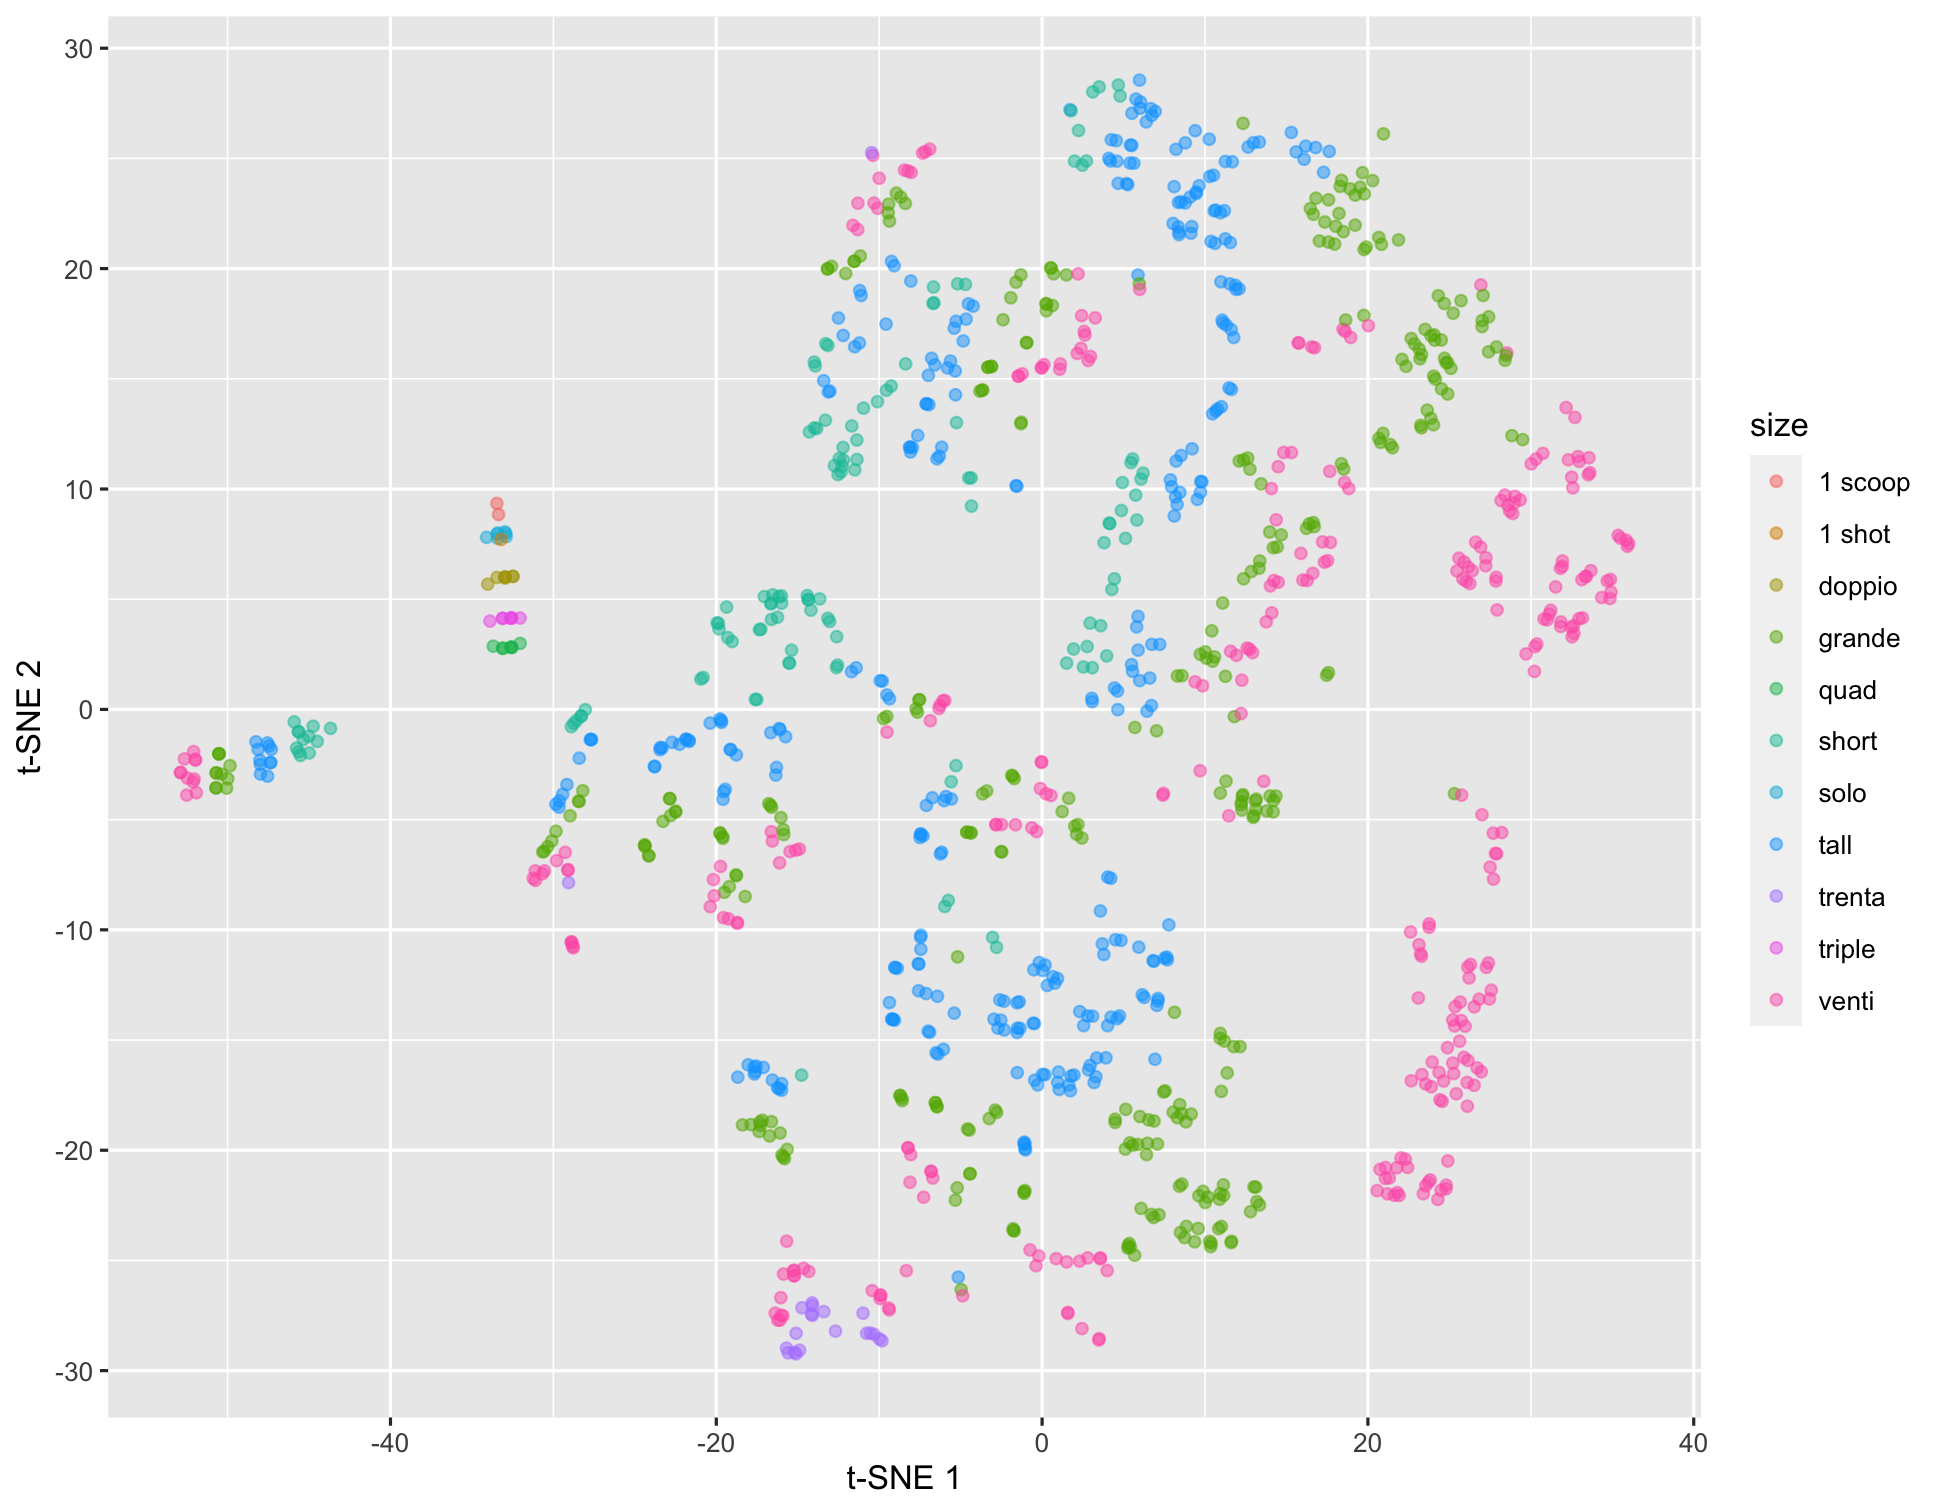 30
20
10
0
-10
-20
-30
t-SNE 2
-40
-20
0
20
40
t-SNE 1
size
1 scoop
1 shot
doppio
grande
quad
short
solo
tall
trenta
triple
venti